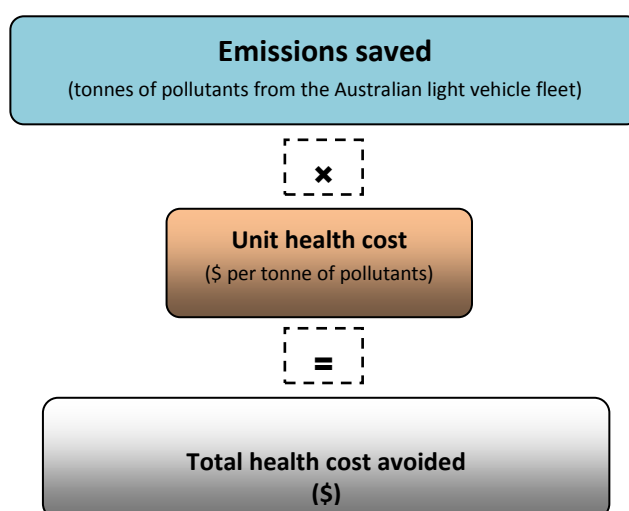 Emissions saved
(tonnes of pollutants from the Australian light vehicle fleet)
×
Unit health cost
($ per tonne of pollutants)
=
Total health cost avoided
($)